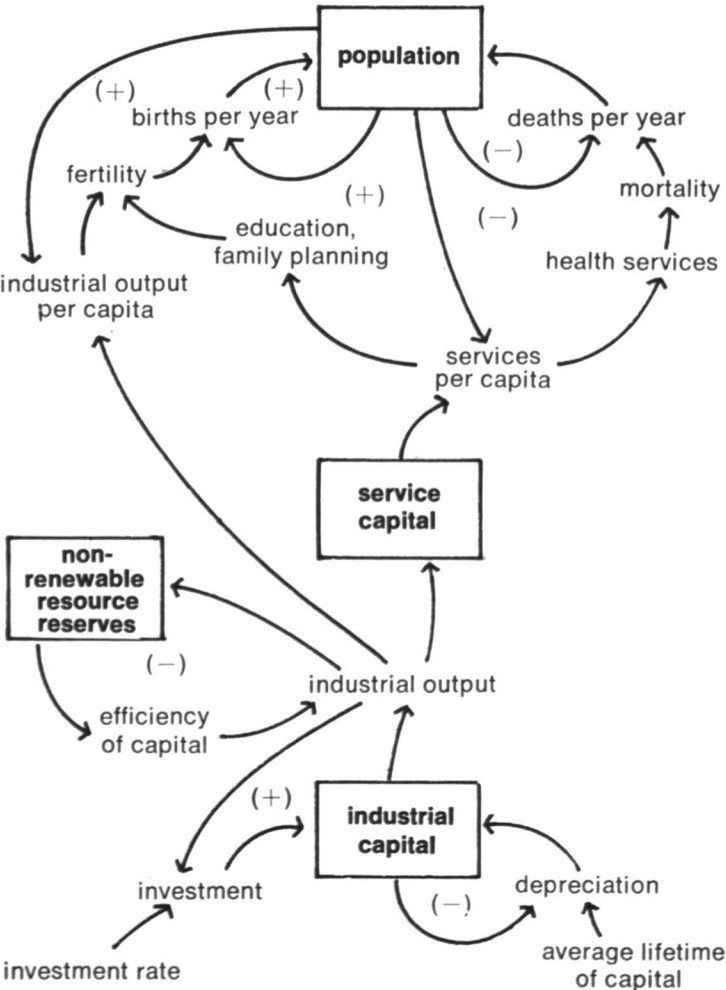 population
(+)
(+)
births per year
deaths per year
(−)
fertility
mortality
(+)
(−)
education,
family planning
health services
industrial output
per capita
services
per capita
service
capital
non-
renewable
resource
reserves
(−)
industrial output
efficiency
of capital
(+)
industrial
capital
investment
depreciation
(−)
average lifetime
of capital
investment rate